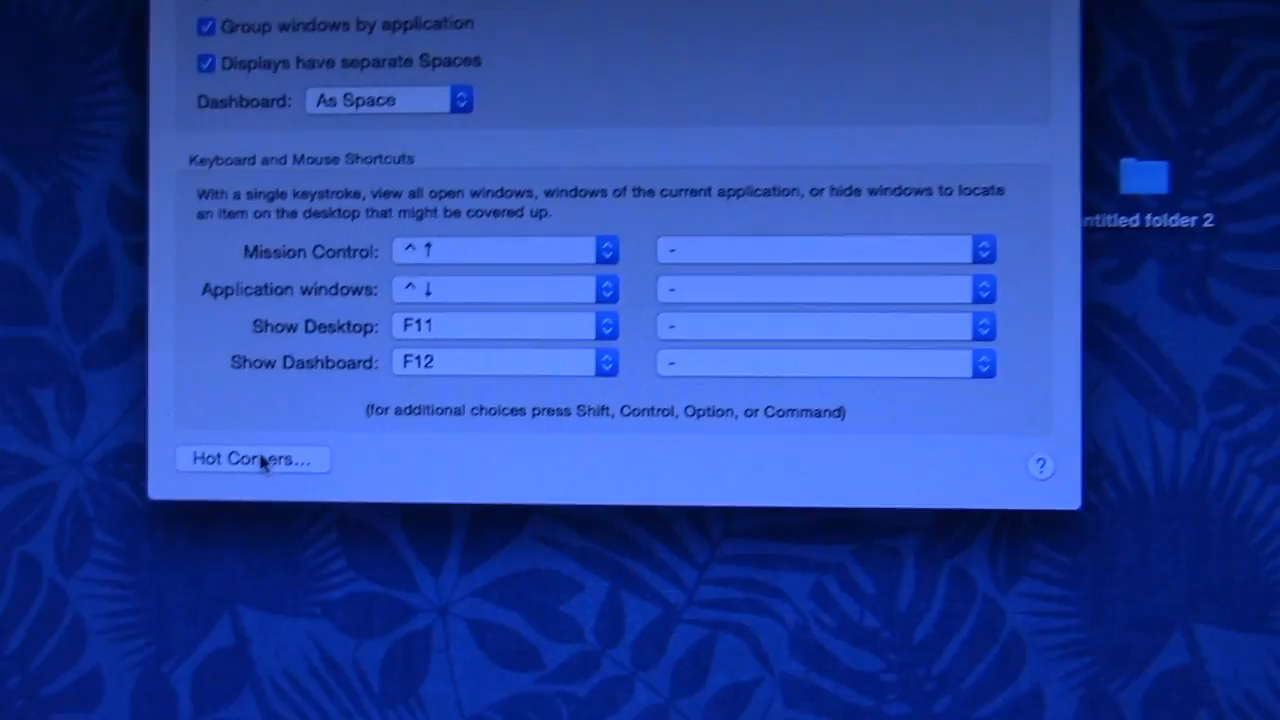 Group windows by application
Displays have separate Spaces
Dashboard: As Space
Keyboard and Mouse Shortcuts
With a single keystroke, view all open windows, windows of the current application, or hide windows to locate
an item on the desktop that might be covered up.
Mission Control: ^ ↑ -
Application windows: ^ ↓ -
Show Desktop: F11 -
Show Dashboard: F12 -
(for additional choices press Shift, Control, Option, or Command)
Hot Corners...
?
ntitled folder 2